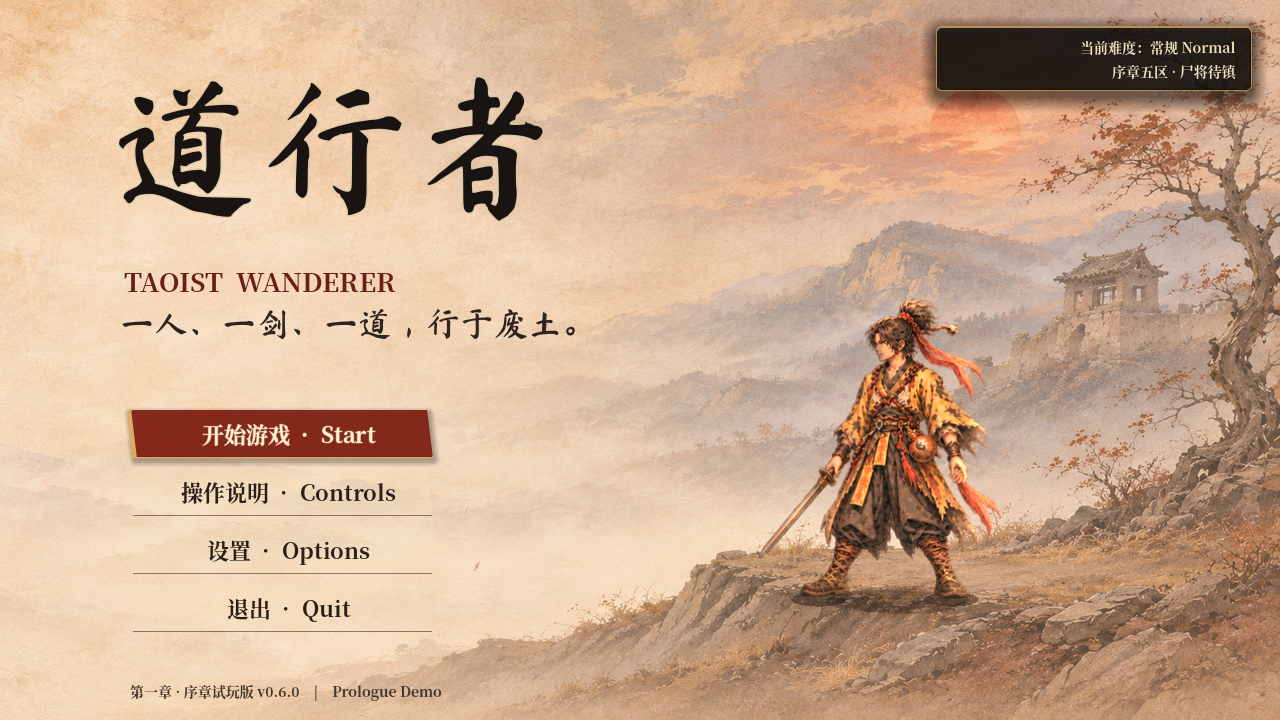 当前难度：常规 Normal
序章五区 · 尸将待镇
道行者
TAOIST WANDERER
一人、一剑、一道，行于废土。
开始游戏 · Start
操作说明 · Controls
设置 · Options
退出 · Quit
第一章 · 序章试玩版 v0.6.0 | Prologue Demo